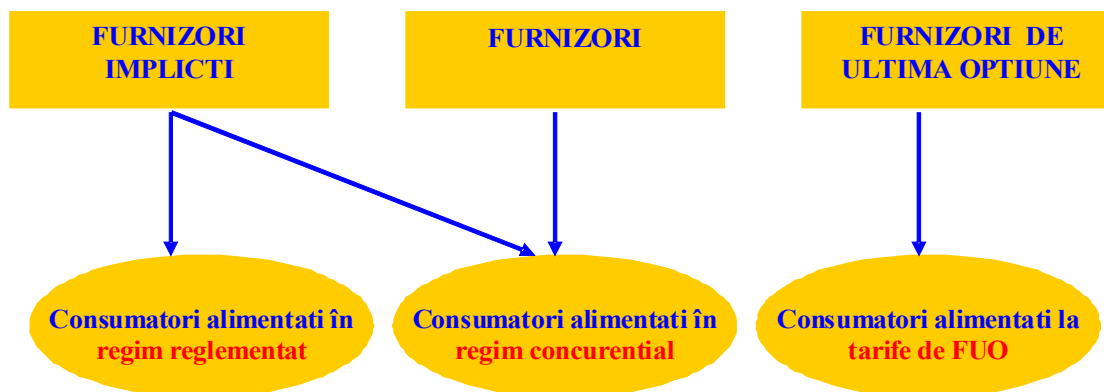 FURNIZORI
IMPLICTI
FURNIZORI
FURNIZORI DE
ULTIMA OPTIUNE
Consumatori alimentati în
regim reglementat
Consumatori alimentati în
regim concurential
Consumatori alimentati la
tarife de FUO